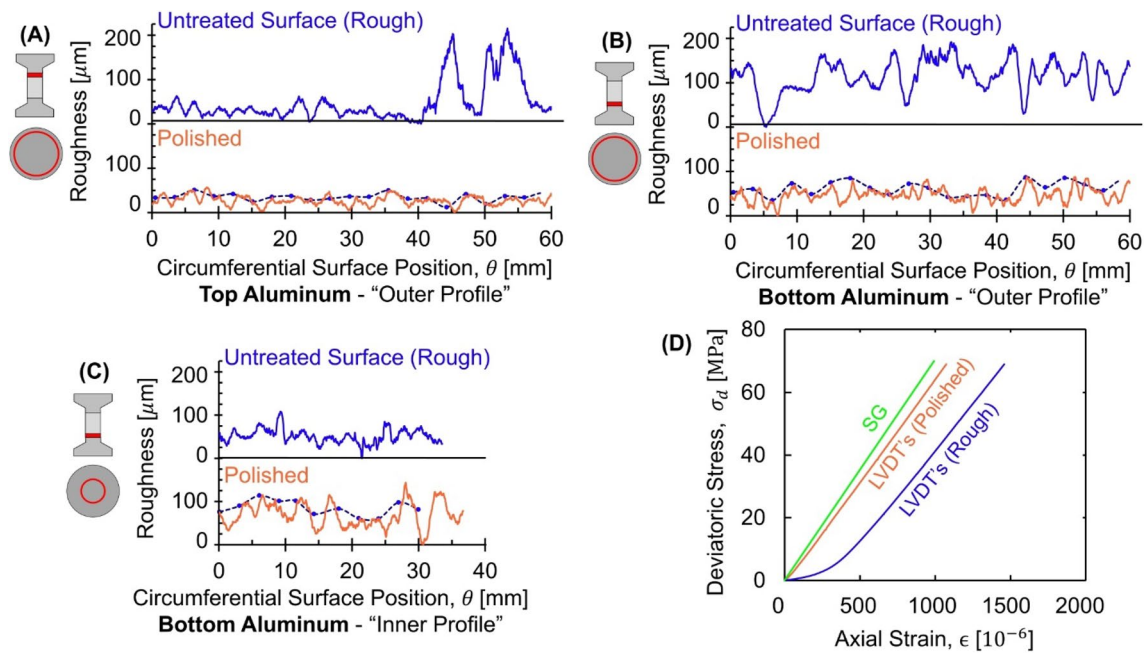 (A)
Untreated Surface (Rough)
200
100
0
Polished
100
0
Roughness [μm]
0 10 20 30 40 50 60
Circumferential Surface Position, θ [mm]
Top Aluminum - “Outer Profile”
(B)
Untreated Surface (Rough)
200
100
0
Polished
100
0
Roughness [μm]
0 10 20 30 40 50 60
Circumferential Surface Position, θ [mm]
Bottom Aluminum - “Outer Profile”
(C)
Untreated Surface (Rough)
200
100
0
Polished
100
0
Roughness [μm]
0 10 20 30 40
Circumferential Surface Position, θ [mm]
Bottom Aluminum - “Inner Profile”
(D)
80
60
40
20
0
Deviatoric Stress, σd [MPa]
SG
LVDT's (Polished)
LVDT's (Rough)
0 500 1000 1500 2000
Axial Strain, ϵ [10⁻⁶]